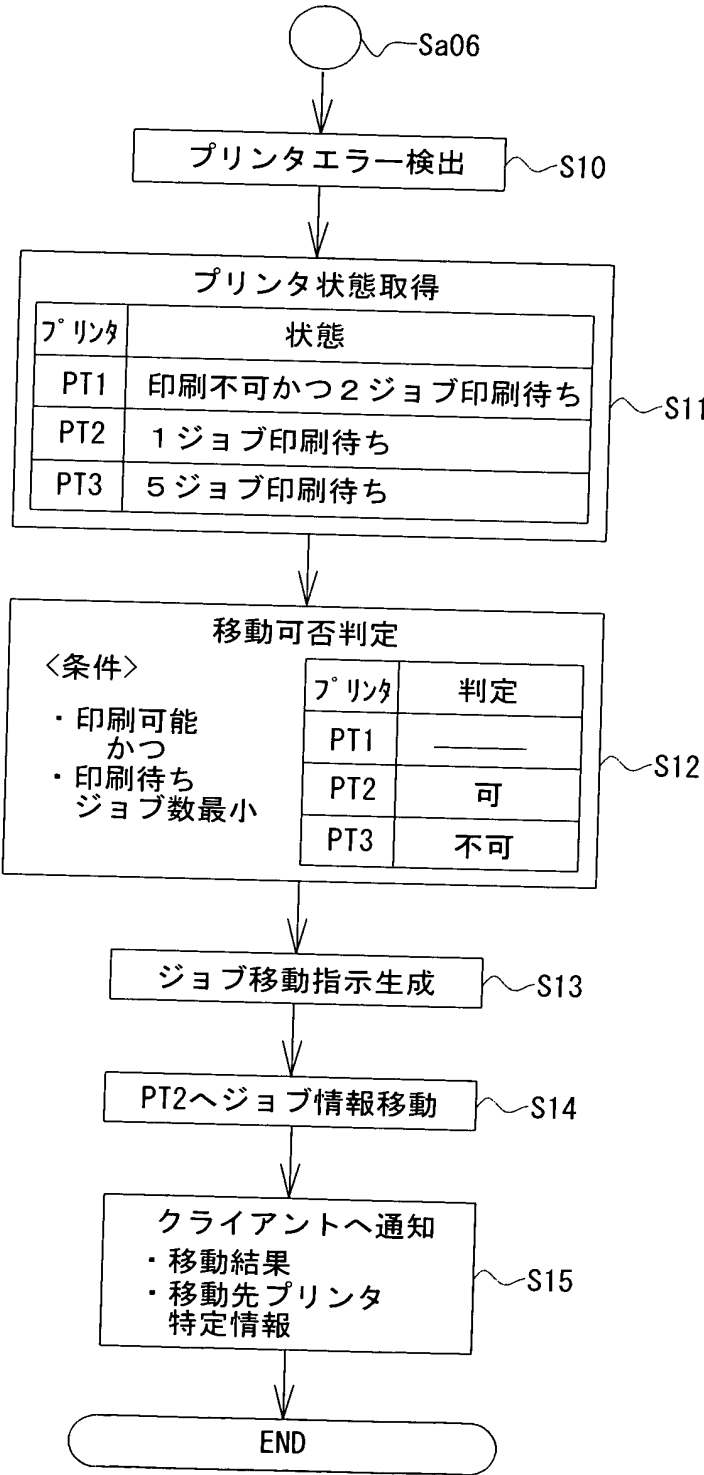 Sa06
プリンタエラー検出 S10
プリンタ状態取得
プリンタ 状態
PT1 印刷不可かつ2ジョブ印刷待ち
S11
PT2 1ジョブ印刷待ち
PT3 5ジョブ印刷待ち
移動可否判定
<条件>
プリンタ 判定
・印刷可能
かつ
PT1 ―――
・印刷待ち
ジョブ数最小
S12
PT2 可
PT3 不可
ジョブ移動指示生成 S13
PT2へジョブ情報移動 S14
クライアントへ通知
・移動結果
・移動先プリンタ
特定情報
S15
END